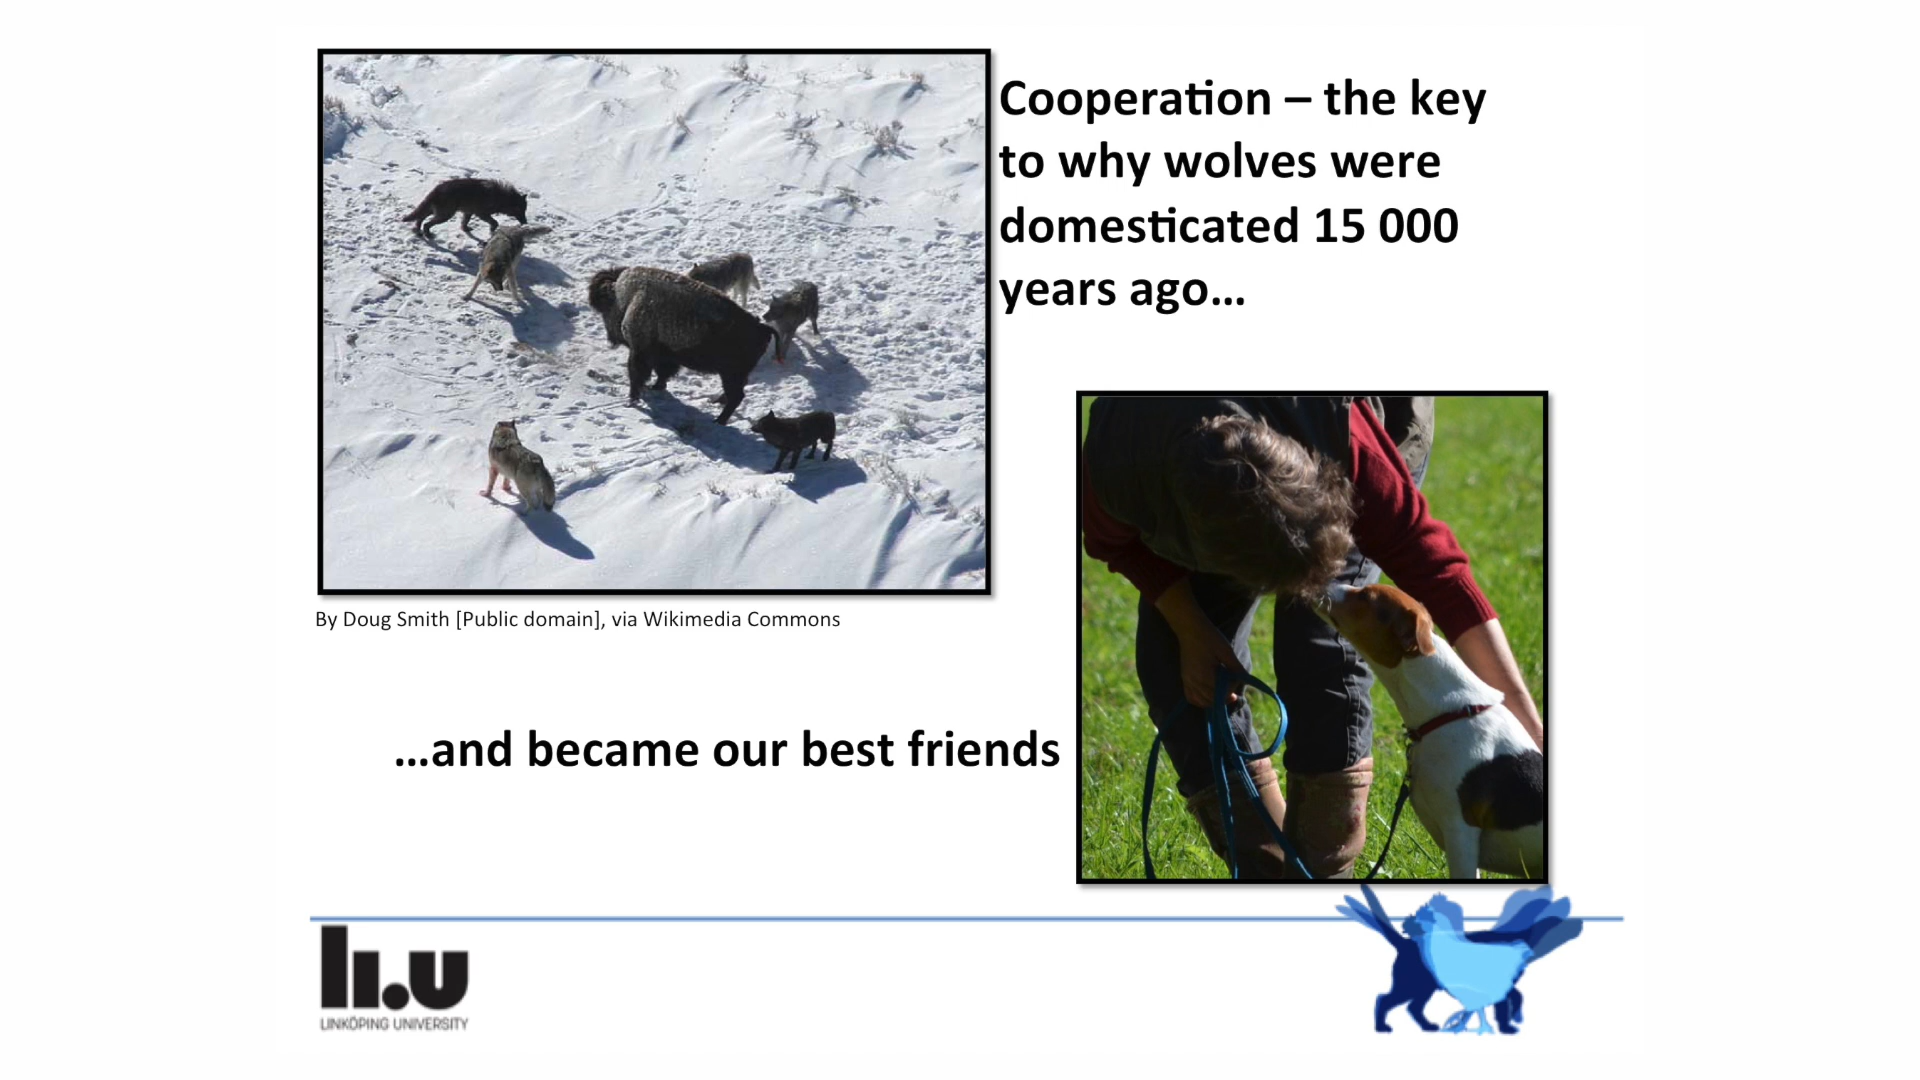 Cooperation – the key
to why wolves were
domesticated 15 000
years ago…
By Doug Smith [Public domain], via Wikimedia Commons
…and became our best friends
li.u
LINKÖPING UNIVERSITY